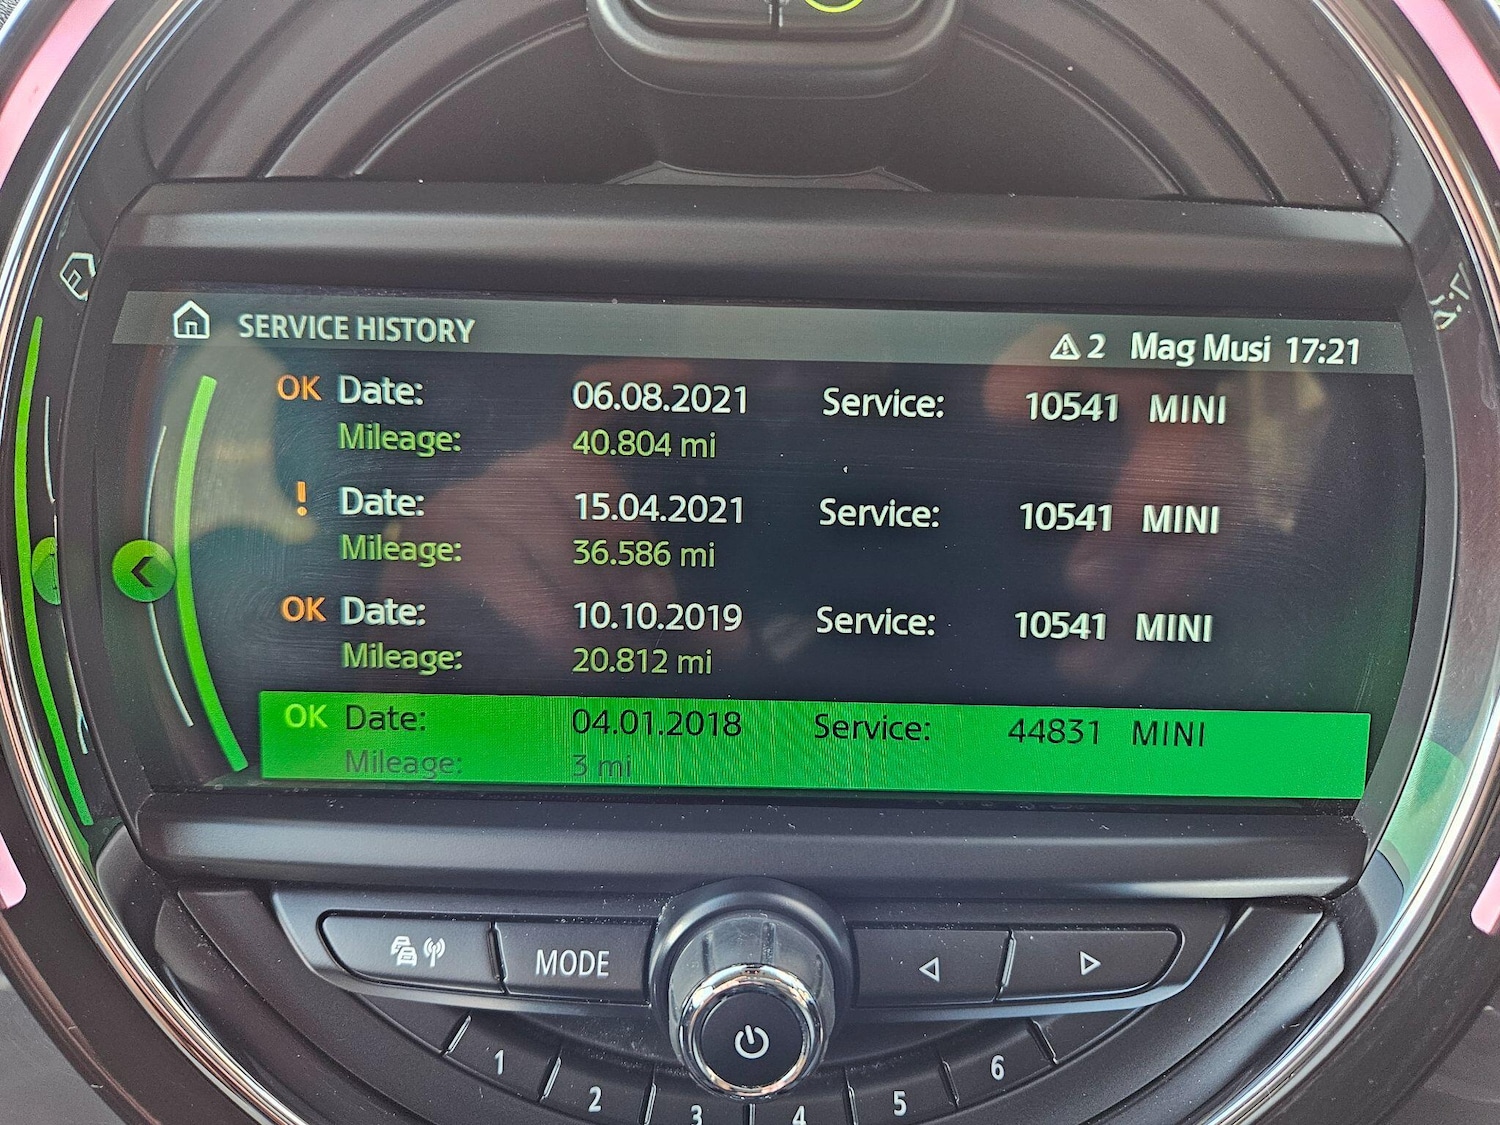 SERVICE HISTORY 2 Mag Musi 17:21
OK Date: 06.08.2021 Service: 10541 MINI
Mileage: 40.804 mi
! Date: 15.04.2021 Service: 10541 MINI
Mileage: 36.586 mi
OK Date: 10.10.2019 Service: 10541 MINI
Mileage: 20.812 mi
OK Date: 04.01.2018 Service: 44831 MINI
Mileage: 3 mi
MODE
1 2 3 4 5 6